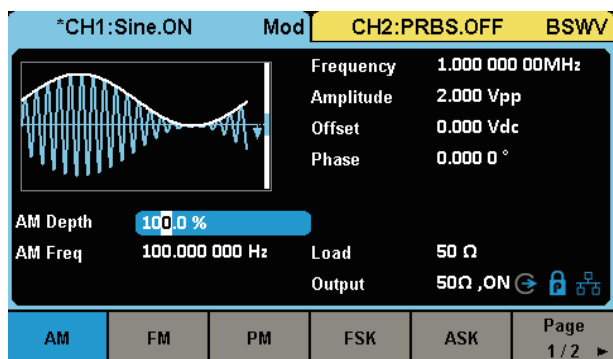 *CH1:Sine.ON Mod CH2:PRBS.OFF BSWV
Frequency 1.000 000 00MHz
Amplitude 2.000 Vpp
Offset 0.000 Vdc
Phase 0.000 0 °
AM Depth 100.0 %
AM Freq 100.000 000 Hz Load 50 Ω
Output 50Ω ,ON
AM FM PM FSK ASK Page
1/2 ►